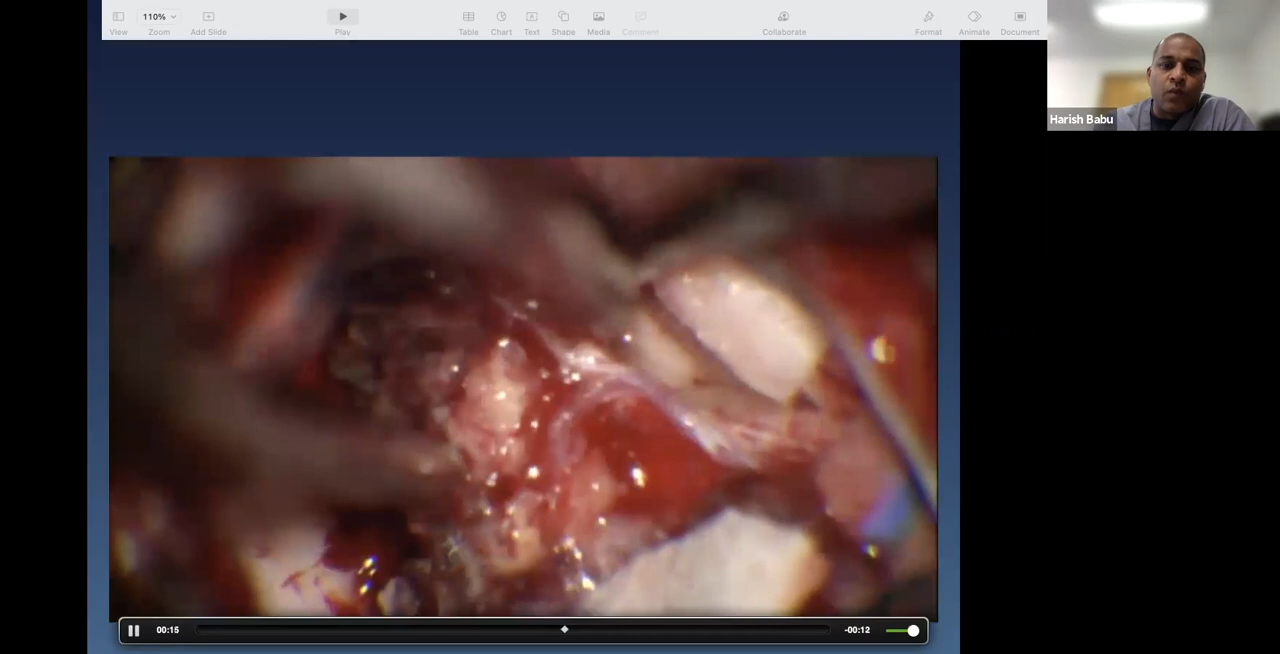 110%
View Zoom Add Slide Play Table Chart Text Shape Media Comment Collaborate Format Animate Document
Harish Babu
00:15 -00:12